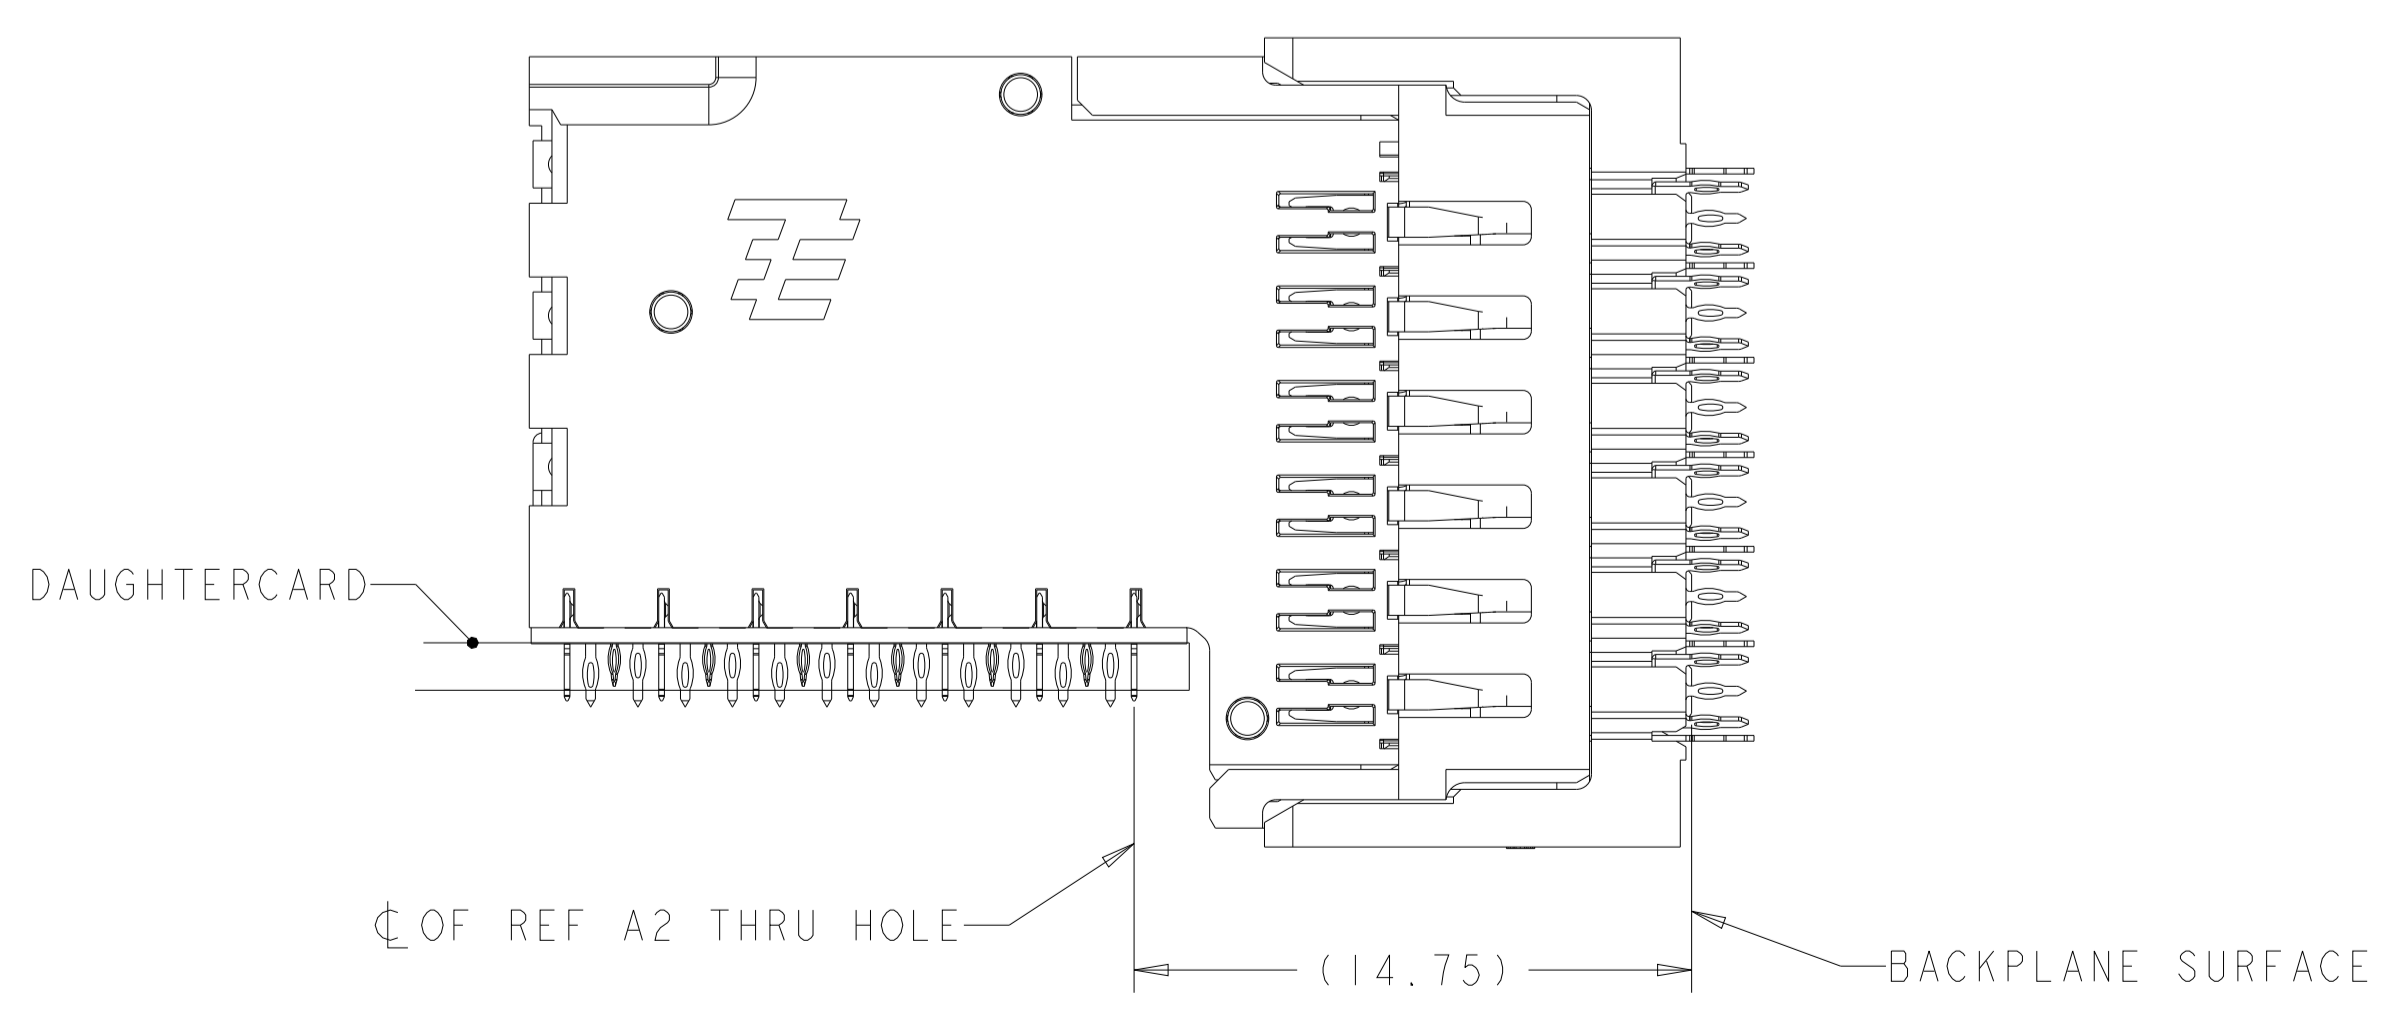 DAUGHTERCARD
℄ OF REF A2 THRU HOLE
(14.75)
BACKPLANE SURFACE